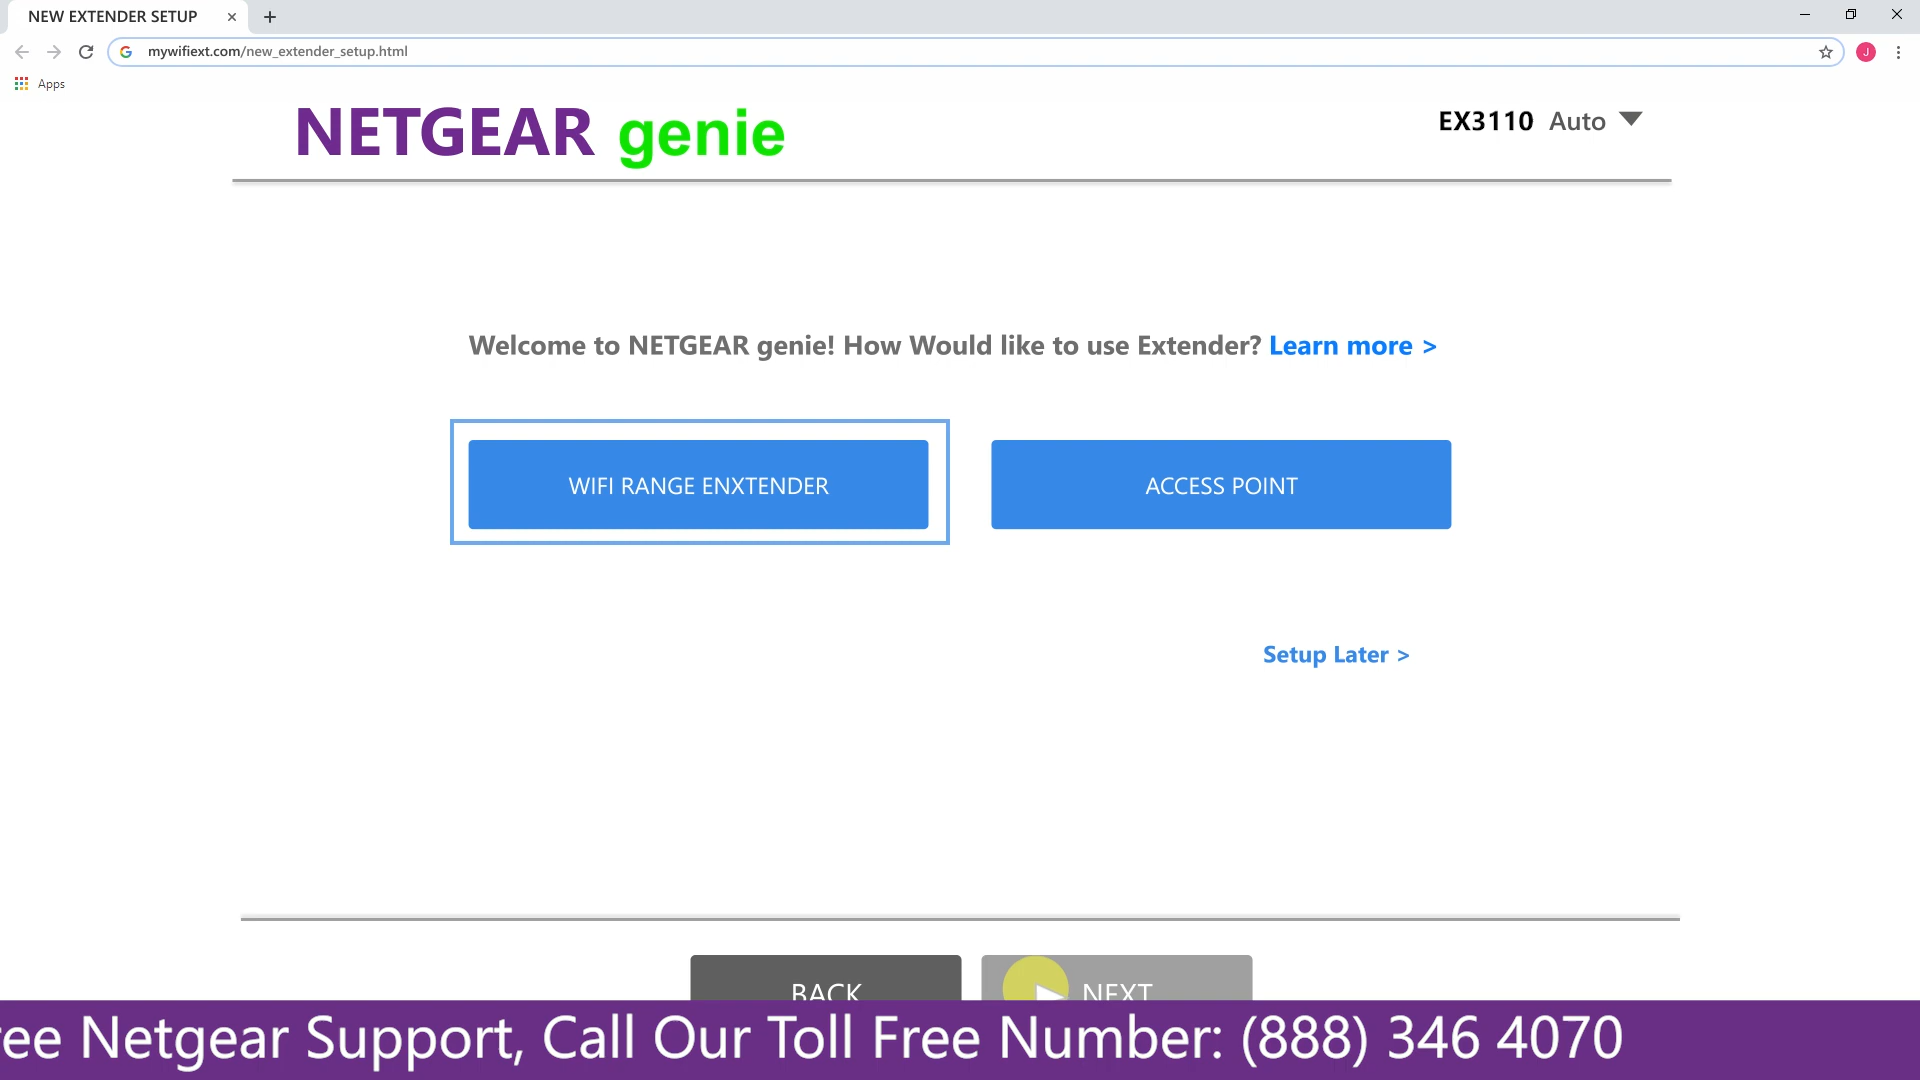 NEW EXTENDER SETUP
mywifiext.com/new_extender_setup.html
J
Apps
NETGEAR genie
EX3110 Auto
Welcome to NETGEAR genie! How Would like to use Extender? Learn more >
WIFI RANGE ENXTENDER
ACCESS POINT
Setup Later >
BACK
NEXT
ee Netgear Support, Call Our Toll Free Number: (888) 346 4070